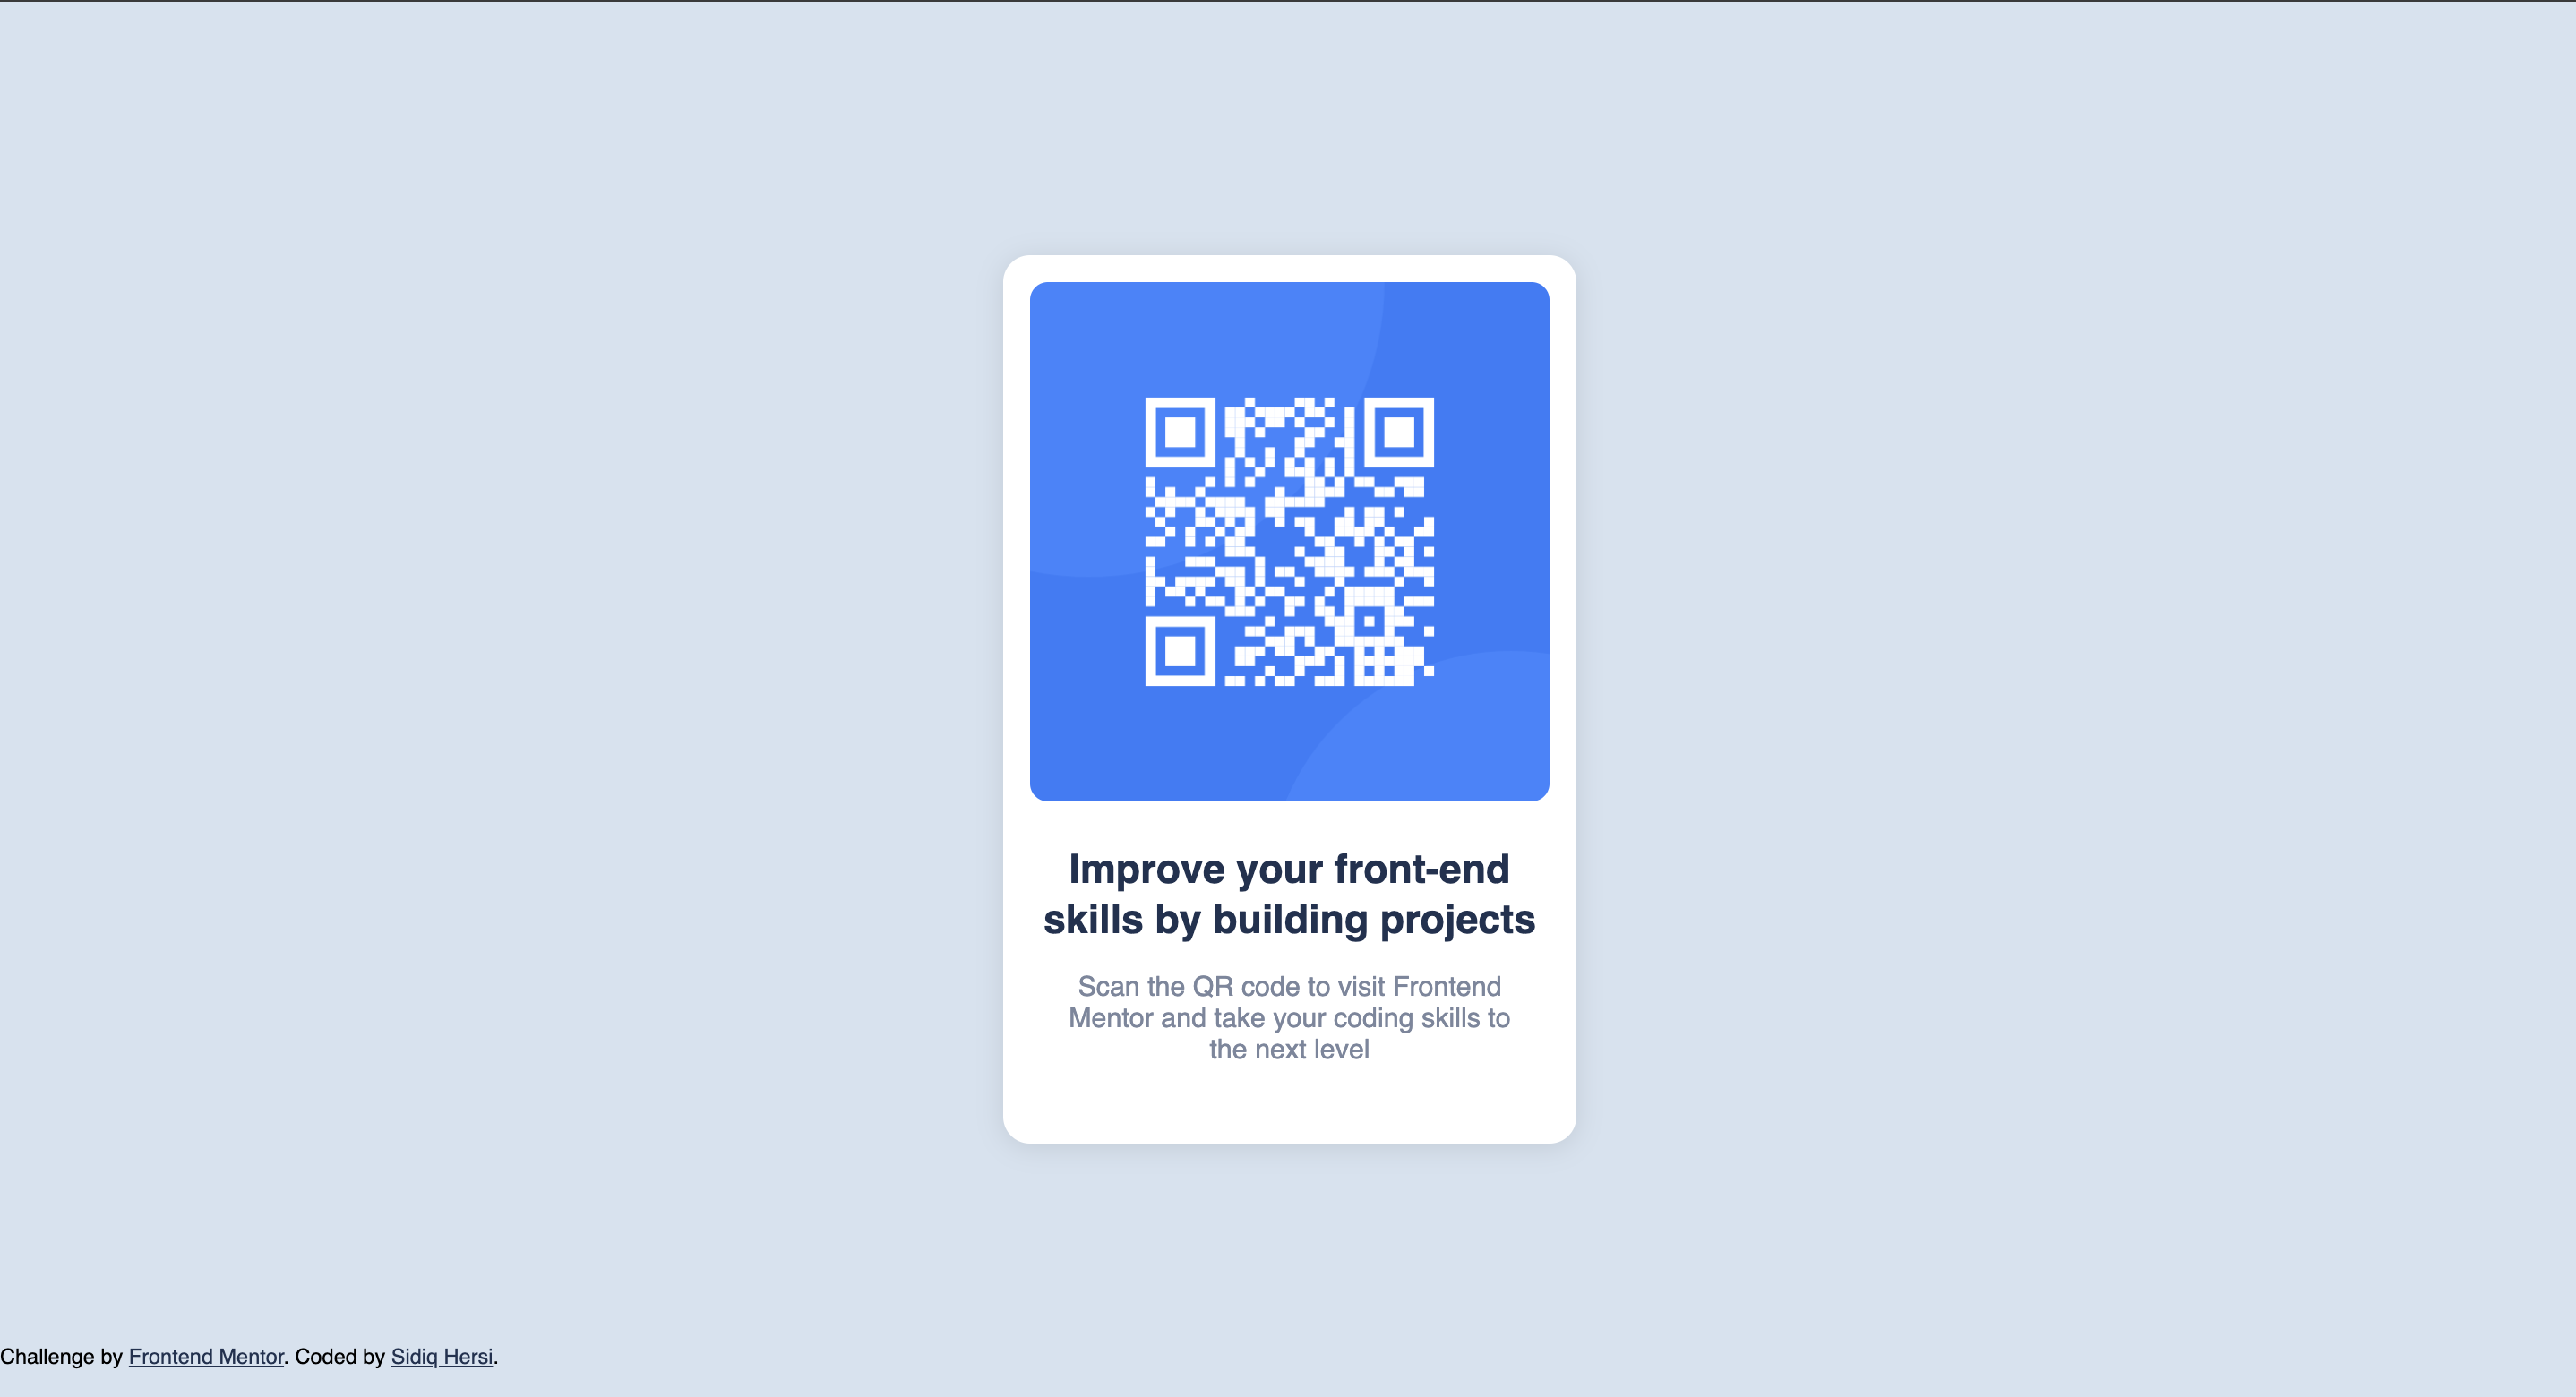 Improve your front-end
skills by building projects
Scan the QR code to visit Frontend
Mentor and take your coding skills to
the next level
Challenge by Frontend Mentor. Coded by Sidiq Hersi.